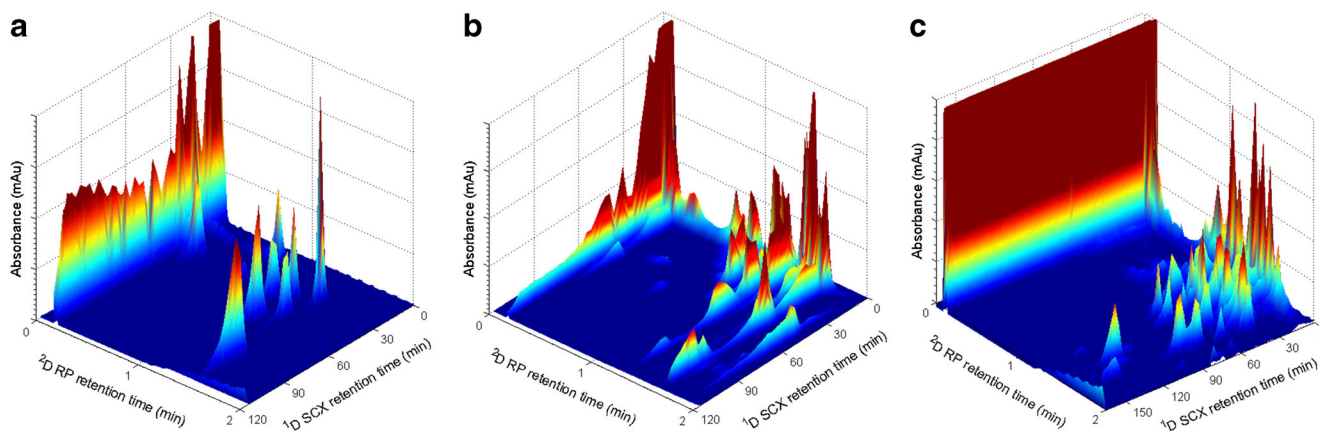 a
b
c
Absorbance (mAu)
0
1
2
²D RP retention time (min)
120
90
60
30
0
¹D SCX retention time (min)
Absorbance (mAu)
0
1
2
²D RP retention time (min)
120
90
60
30
0
¹D SCX retention time (min)
Absorbance (mAu)
0
1
2
²D RP retention time (min)
150
120
90
60
30
¹D SCX retention time (min)